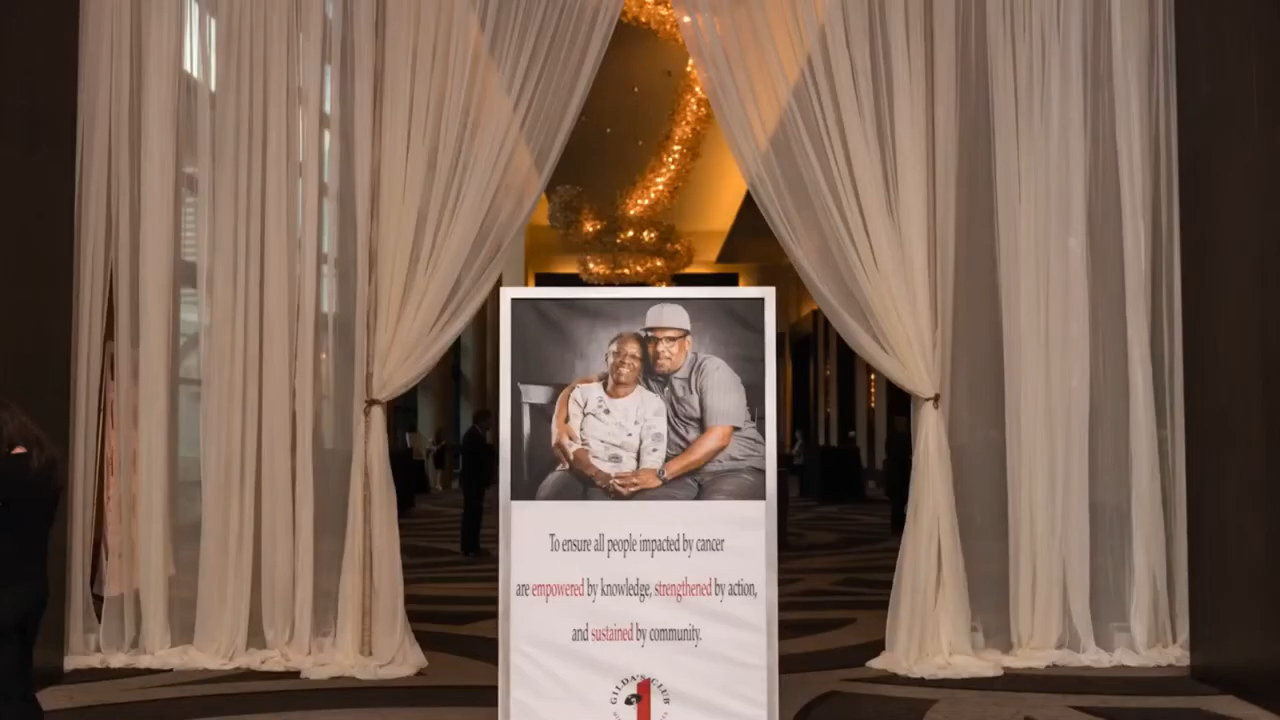 To ensure all people impacted by cancer
are empowered by knowledge, strengthened by action,
and sustained by community.
GILDA'S CLUB